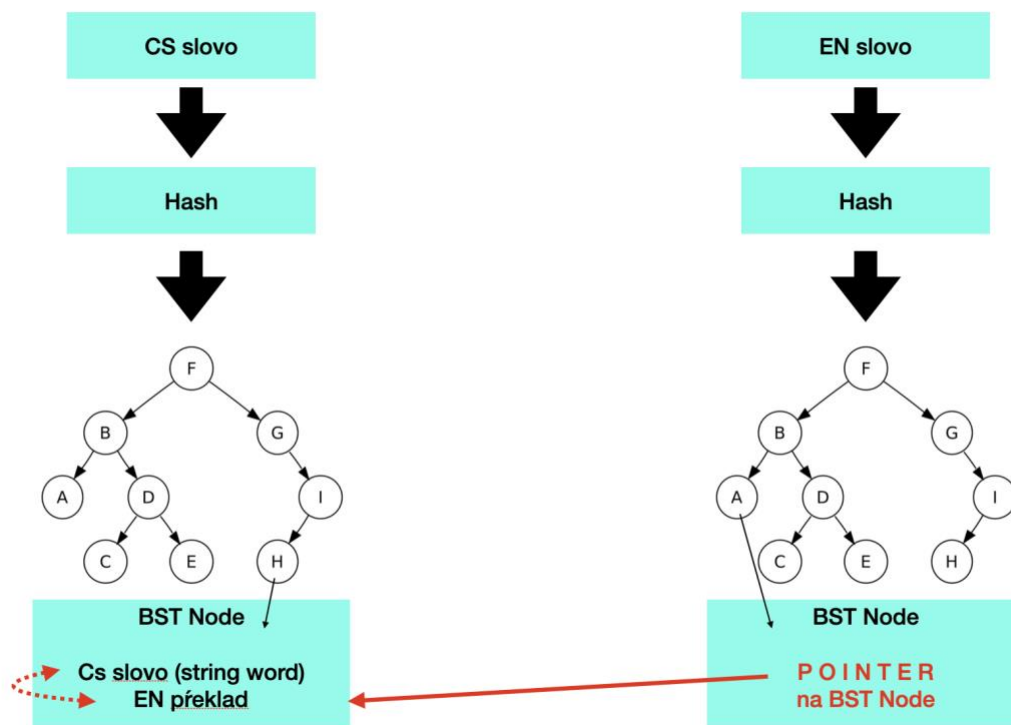 CS slovo
EN slovo
Hash
Hash
F
F
B
G
B
G
A
D
I
A
D
I
C
E
H
C
E
H
BST Node
BST Node
Cs slovo (string word)
POINTER
EN překlad
na BST Node